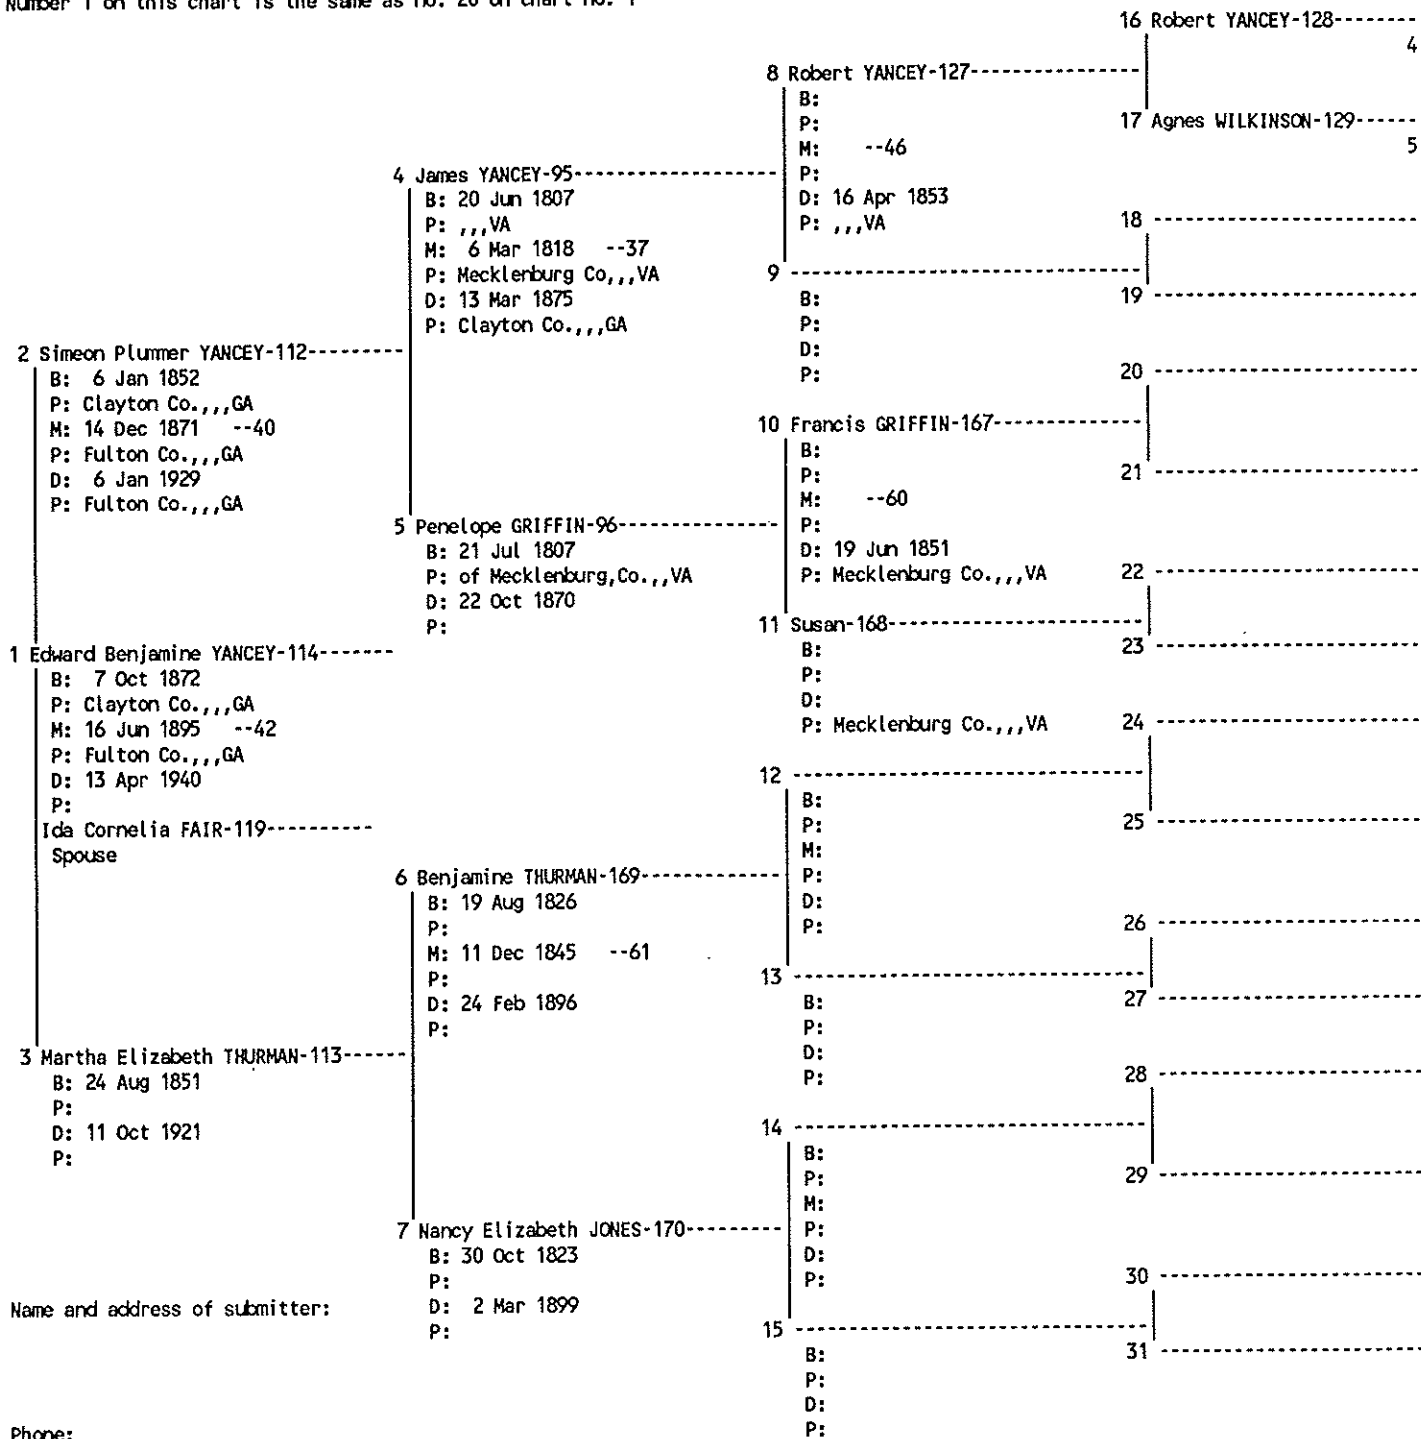 Number 1 on this chart is the same as no. 26 on chart no. 1
16 Robert YANCEY-128--------
4
8 Robert YANCEY-127---------------
B:
P:
M: --46
P:
D: 16 Apr 1853
P: ,,,VA
17 Agnes WILKINSON-129------
5
4 James YANCEY-95------------------
B: 20 Jun 1807
P: ,,,VA
M: 6 Mar 1818 --37
P: Mecklenburg Co,,,VA
D: 13 Mar 1875
P: Clayton Co.,,,GA
18
9
B:
P:
D:
P:
19
2 Simeon Plummer YANCEY-112---------
B: 6 Jan 1852
P: Clayton Co.,,,GA
M: 14 Dec 1871 --40
P: Fulton Co.,,,GA
D: 6 Jan 1929
P: Fulton Co.,,,GA
20
10 Francis GRIFFIN-167-------------
B:
P:
M: --60
P:
D: 19 Jun 1851
P: Mecklenburg Co.,,,VA
21
5 Penelope GRIFFIN-96--------------
B: 21 Jul 1807
P: of Mecklenburg,Co.,,VA
D: 22 Oct 1870
P:
22
11 Susan-168-----------------------
B:
P:
D:
P: Mecklenburg Co.,,,VA
23
1 Edward Benjamine YANCEY-114-------
B: 7 Oct 1872
P: Clayton Co.,,,GA
M: 16 Jun 1895 --42
P: Fulton Co.,,,GA
D: 13 Apr 1940
P:
Ida Cornelia FAIR-119----------
Spouse
24
12
B:
P:
M:
P:
D:
P:
25
6 Benjamine THURMAN-169------------
B: 19 Aug 1826
P:
M: 11 Dec 1845 --61
P:
D: 24 Feb 1896
P:
26
13
B:
P:
D:
P:
27
3 Martha Elizabeth THURMAN-113------
B: 24 Aug 1851
P:
D: 11 Oct 1921
P:
28
14
B:
P:
M:
P:
D:
P:
29
7 Nancy Elizabeth JONES-170--------
B: 30 Oct 1823
P:
D: 2 Mar 1899
P:
30
15
B:
P:
D:
P:
31
Name and address of submitter:
Phone: